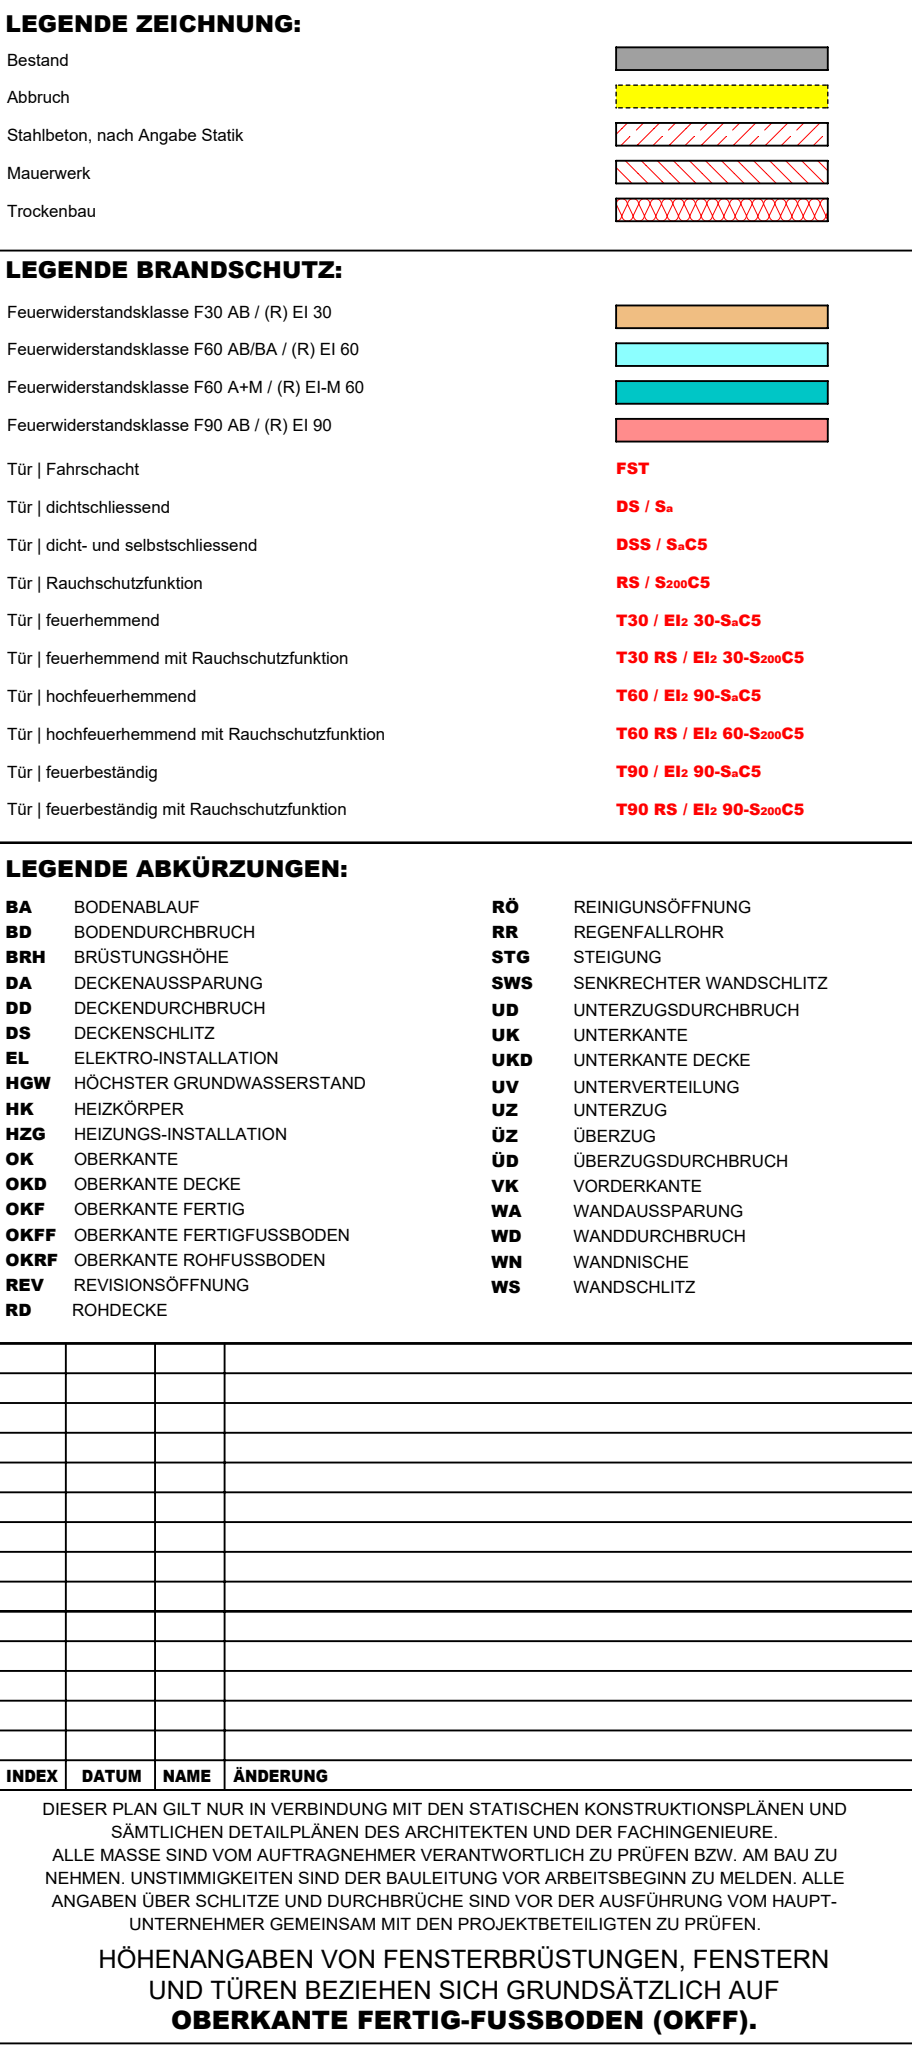 LEGENDE ZEICHNUNG:
Bestand
Abbruch
Stahlbeton, nach Angabe Statik
Mauerwerk
Trockenbau
LEGENDE BRANDSCHUTZ:
Feuerwiderstandsklasse F30 AB / (R) EI 30
Feuerwiderstandsklasse F60 AB/BA / (R) EI 60
Feuerwiderstandsklasse F60 A+M / (R) EI-M 60
Feuerwiderstandsklasse F90 AB / (R) EI 90
Tür | Fahrschacht FST
Tür | dichtschliessend DS / Sa
Tür | dicht- und selbstschliessend DSS / SaC5
Tür | Rauchschutzfunktion RS / S200C5
Tür | feuerhemmend T30 / EI2 30-SaC5
Tür | feuerhemmend mit Rauchschutzfunktion T30 RS / EI2 30-S200C5
Tür | hochfeuerhemmend T60 / EI2 90-SaC5
Tür | hochfeuerhemmend mit Rauchschutzfunktion T60 RS / EI2 60-S200C5
Tür | feuerbeständig T90 / EI2 90-SaC5
Tür | feuerbeständig mit Rauchschutzfunktion T90 RS / EI2 90-S200C5
LEGENDE ABKÜRZUNGEN:
BA BODENABLAUF
BD BODENDURCHBRUCH
BRH BRÜSTUNGSHÖHE
DA DECKENAUSSPARUNG
DD DECKENDURCHBRUCH
DS DECKENSCHLITZ
EL ELEKTRO-INSTALLATION
HGW HÖCHSTER GRUNDWASSERSTAND
HK HEIZKÖRPER
HZG HEIZUNGS-INSTALLATION
OK OBERKANTE
OKD OBERKANTE DECKE
OKF OBERKANTE FERTIG
OKFF OBERKANTE FERTIGFUSSBODEN
OKRF OBERKANTE ROHFUSSBODEN
REV REVISIONSÖFFNUNG
RD ROHDECKE
RÖ REINIGUNSÖFFNUNG
RR REGENFALLROHR
STG STEIGUNG
SWS SENKRECHTER WANDSCHLITZ
UD UNTERZUGSDURCHBRUCH
UK UNTERKANTE
UKD UNTERKANTE DECKE
UV UNTERVERTEILUNG
UZ UNTERZUG
ÜZ ÜBERZUG
ÜD ÜBERZUGSDURCHBRUCH
VK VORDERKANTE
WA WANDAUSSPARUNG
WD WANDDURCHBRUCH
WN WANDNISCHE
WS WANDSCHLITZ
INDEX DATUM NAME ÄNDERUNG
DIESER PLAN GILT NUR IN VERBINDUNG MIT DEN STATISCHEN KONSTRUKTIONSPLÄNEN UND
SÄMTLICHEN DETAILPLÄNEN DES ARCHITEKTEN UND DER FACHINGENIEURE.
ALLE MASSE SIND VOM AUFTRAGNEHMER VERANTWORTLICH ZU PRÜFEN BZW. AM BAU ZU
NEHMEN. UNSTIMMIGKEITEN SIND DER BAULEITUNG VOR ARBEITSBEGINN ZU MELDEN. ALLE
ANGABEN ÜBER SCHLITZE UND DURCHBRÜCHE SIND VOR DER AUSFÜHRUNG VOM HAUPT-
UNTERNEHMER GEMEINSAM MIT DEN PROJEKTBETEILIGTEN ZU PRÜFEN.
HÖHENANGABEN VON FENSTERBRÜSTUNGEN, FENSTERN
UND TÜREN BEZIEHEN SICH GRUNDSÄTZLICH AUF
OBERKANTE FERTIG-FUSSBODEN (OKFF).